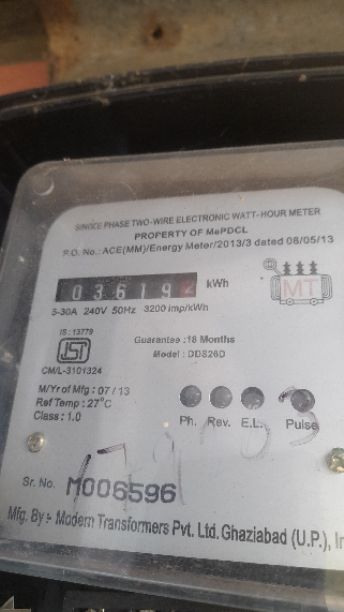 SINGLE PHASE TWO-WIRE ELECTRONIC WATT-HOUR METER
PROPERTY OF MePDCL
P.O. No.: ACE(MM)/Energy Meter/2013/3 dated 08/05/13
03619 kWh
MT
5-30A 240V 50Hz 3200 imp/kWh
IS : 13779
ISI
CM/L-3101324
Guarantee : 18 Months
Model : DDS26D
M/Yr of Mfg : 07 / 13
Ref Temp : 27°C
Class : 1.0
Ph. Rev. E.L. Pulse
Sr. No. M006596
Mfg. By :- Modern Transformers Pvt. Ltd. Ghaziabad (U.P.),